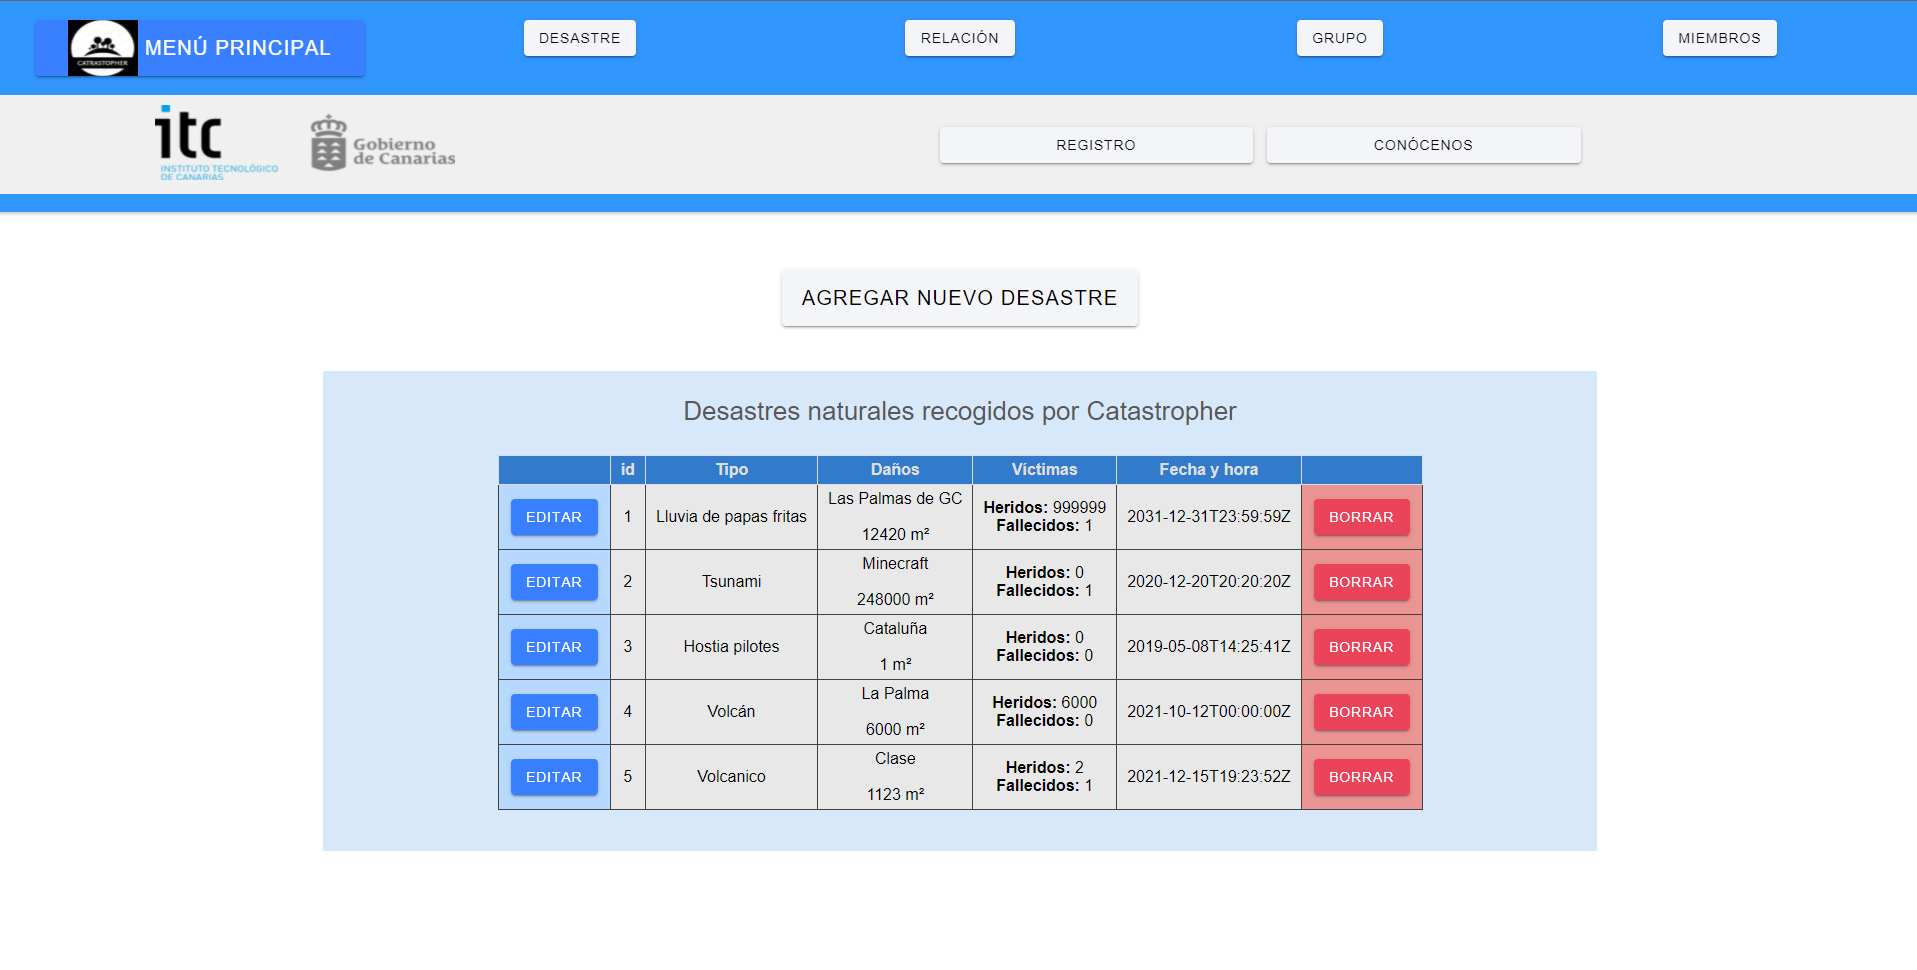 CATRASTOPHER
MENÚ PRINCIPAL
DESASTRE
RELACIÓN
GRUPO
MIEMBROS
itc
INSTITUTO TECNOLÓGICO
DE CANARIAS
Gobierno
de Canarias
REGISTRO
CONÓCENOS
AGREGAR NUEVO DESASTRE
Desastres naturales recogidos por Catastropher
id Tipo Daños Víctimas Fecha y hora
EDITAR 1 Lluvia de papas fritas Las Palmas de GC 12420 m² Heridos: 999999 Fallecidos: 1 2031-12-31T23:59:59Z BORRAR
EDITAR 2 Tsunami Minecraft 248000 m² Heridos: 0 Fallecidos: 1 2020-12-20T20:20:20Z BORRAR
EDITAR 3 Hostia pilotes Cataluña 1 m² Heridos: 0 Fallecidos: 0 2019-05-08T14:25:41Z BORRAR
EDITAR 4 Volcán La Palma 6000 m² Heridos: 6000 Fallecidos: 0 2021-10-12T00:00:00Z BORRAR
EDITAR 5 Volcanico Clase 1123 m² Heridos: 2 Fallecidos: 1 2021-12-15T19:23:52Z BORRAR